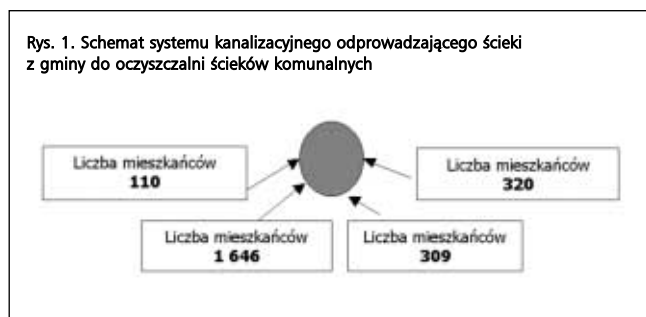 Rys. 1. Schemat systemu kanalizacyjnego odprowadzającego ścieki
z gminy do oczyszczalni ścieków komunalnych
Liczba mieszkańców
110
Liczba mieszkańców
320
Liczba mieszkańców
1 646
Liczba mieszkańców
309